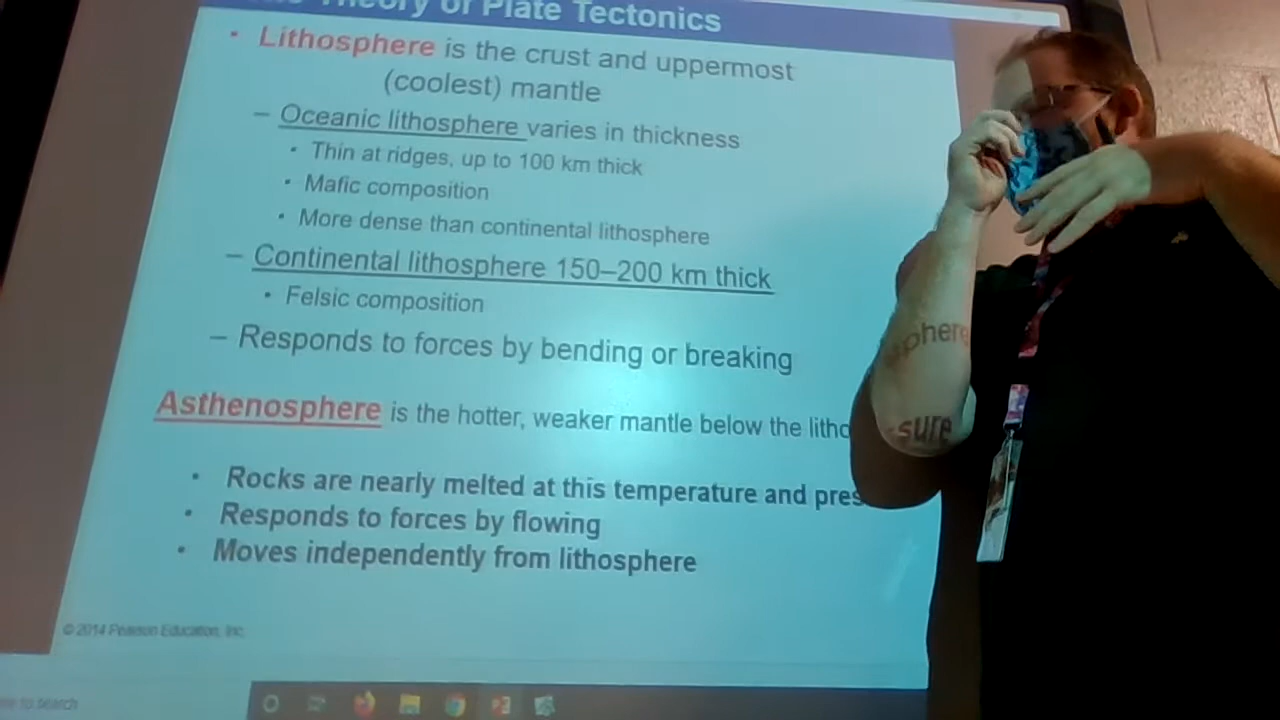 Theory of Plate Tectonics
• Lithosphere is the crust and uppermost
(coolest) mantle
– Oceanic lithosphere varies in thickness
• Thin at ridges, up to 100 km thick
• Mafic composition
• More dense than continental lithosphere
– Continental lithosphere 150–200 km thick
• Felsic composition
– Responds to forces by bending or breaking
Asthenosphere is the hotter, weaker mantle below the lithosphere
• Rocks are nearly melted at this temperature and pressure
• Responds to forces by flowing
• Moves independently from lithosphere
© 2014 Pearson Education, Inc.
to search